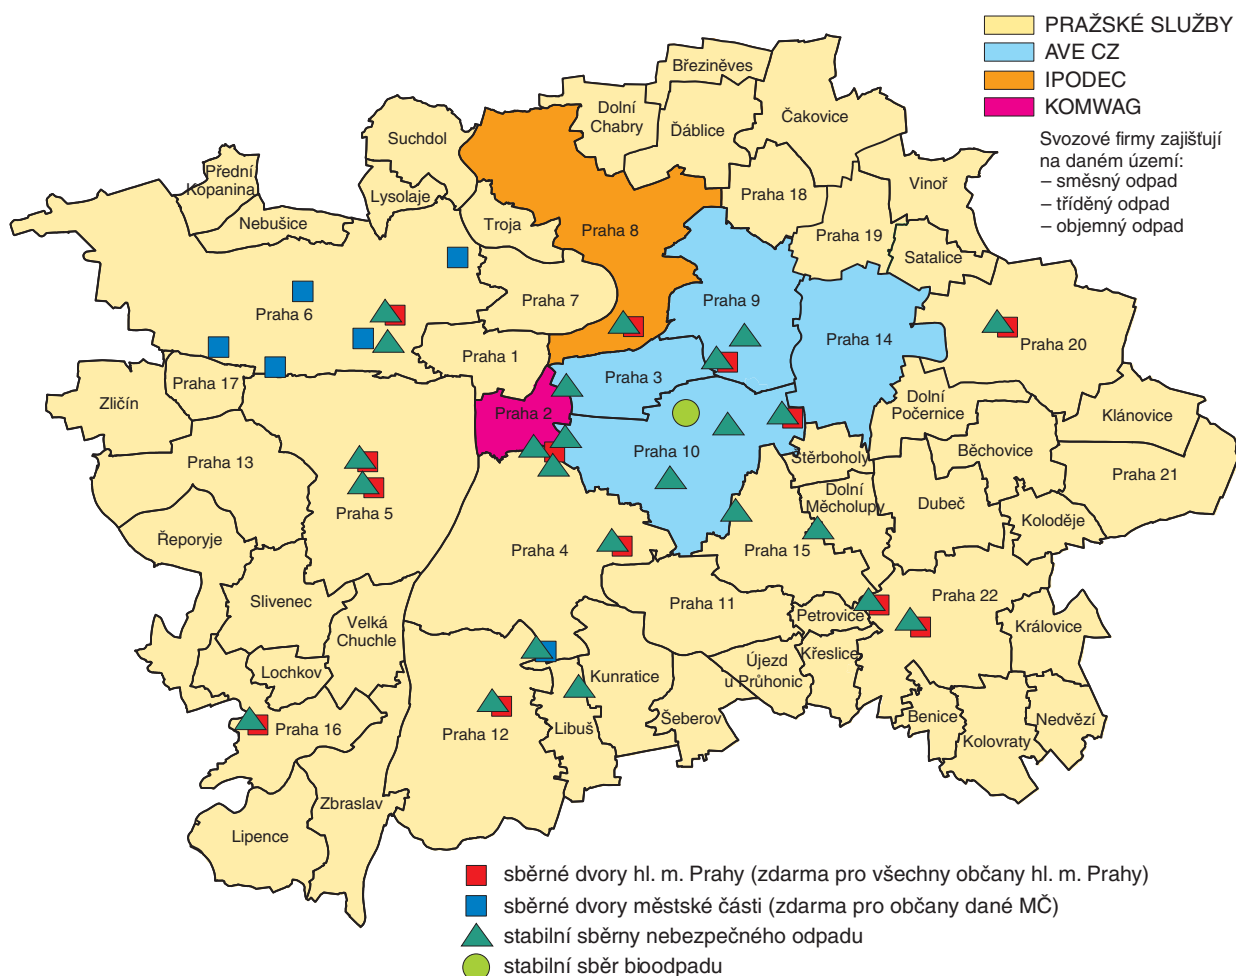 PRAŽSKÉ SLUŽBY
AVE CZ
IPODEC
KOMWAG
Svozové firmy zajišťují
na daném území:
– směsný odpad
– tříděný odpad
– objemný odpad
Březiněves
Dolní
Chabry
Ďáblice
Čakovice
Suchdol
Přední
Kopanina
Lysolaje
Nebušice
Troja
Praha 8
Praha 18
Vinoř
Praha 19
Satalice
Praha 6
Praha 7
Praha 9
Praha 14
Praha 20
Praha 1
Praha 3
Praha 17
Zličín
Praha 2
Dolní
Počernice
Klánovice
Praha 13
Praha 10
Štěrboholy
Běchovice
Praha 21
Dolní
Měcholupy
Dubeč
Praha 5
Koloděje
Řeporyje
Praha 4
Praha 15
Slivenec
Praha 11
Praha 22
Velká
Chuchle
Petrovice
Královice
Lochkov
Kunratice
Újezd
u Průhonic
Křeslice
Praha 16
Praha 12
Libuš
Šeberov
Benice
Nedvězí
Kolovraty
Zbraslav
Lipence
sběrné dvory hl. m. Prahy (zdarma pro všechny občany hl. m. Prahy)
sběrné dvory městské části (zdarma pro občany dané MČ)
stabilní sběrny nebezpečného odpadu
stabilní sběr bioodpadu